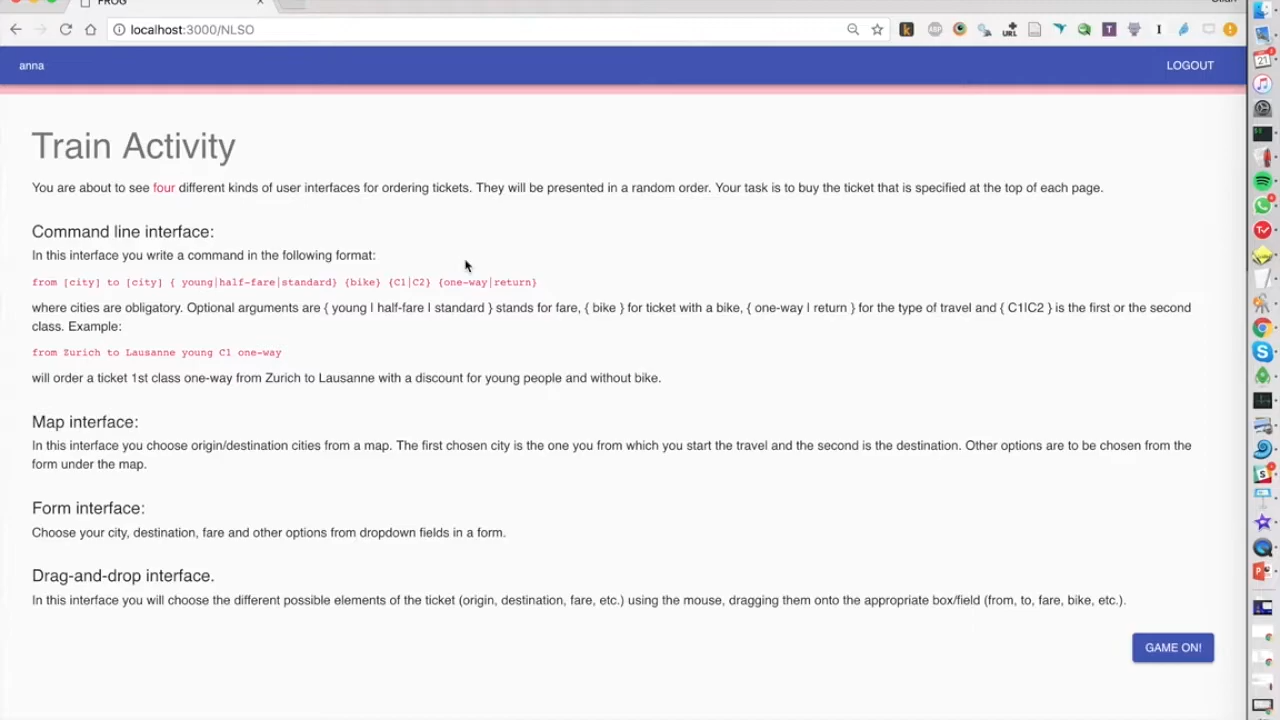 FROG
localhost:3000/NLSO
anna
LOGOUT
Train Activity
You are about to see four different kinds of user interfaces for ordering tickets. They will be presented in a random order. Your task is to buy the ticket that is specified at the top of each page.
Command line interface:
In this interface you write a command in the following format:
from [city] to [city] { young|half-fare|standard} {bike} {C1|C2} {one-way|return}
where cities are obligatory. Optional arguments are { young | half-fare | standard } stands for fare, { bike } for ticket with a bike, { one-way | return } for the type of travel and { C1|C2 } is the first or the second
class. Example:
from Zurich to Lausanne young C1 one-way
will order a ticket 1st class one-way from Zurich to Lausanne with a discount for young people and without bike.
Map interface:
In this interface you choose origin/destination cities from a map. The first chosen city is the one you from which you start the travel and the second is the destination. Other options are to be chosen from the
form under the map.
Form interface:
Choose your city, destination, fare and other options from dropdown fields in a form.
Drag-and-drop interface.
In this interface you will choose the different possible elements of the ticket (origin, destination, fare, etc.) using the mouse, dragging them onto the appropriate box/field (from, to, fare, bike, etc.).
GAME ON!